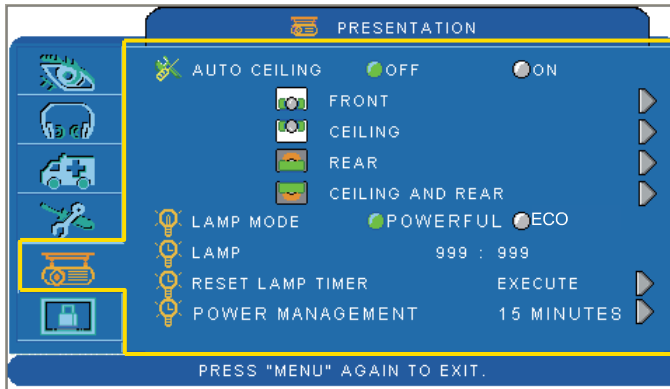 PRESENTATION
AUTO CEILING OFF ON
FRONT
CEILING
REAR
CEILING AND REAR
LAMP MODE POWERFUL ECO
LAMP 999 : 999
RESET LAMP TIMER EXECUTE
POWER MANAGEMENT 15 MINUTES
PRESS "MENU" AGAIN TO EXIT.